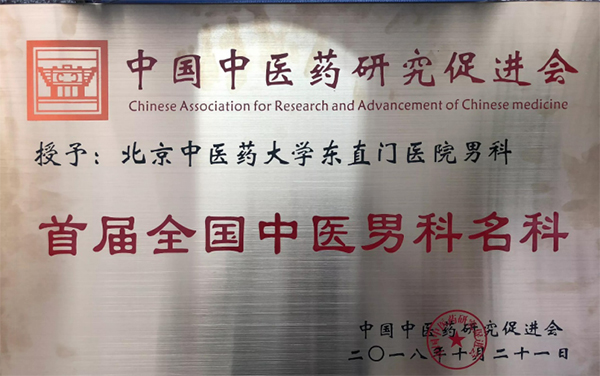 中国中医药研究促进会
Chinese Association for Research and Advancement of Chinese medicine
授予：北京中医药大学东直门医院男科
首届全国中医男科名科
中国中医药研究促进会
二〇一八年十月二十一日